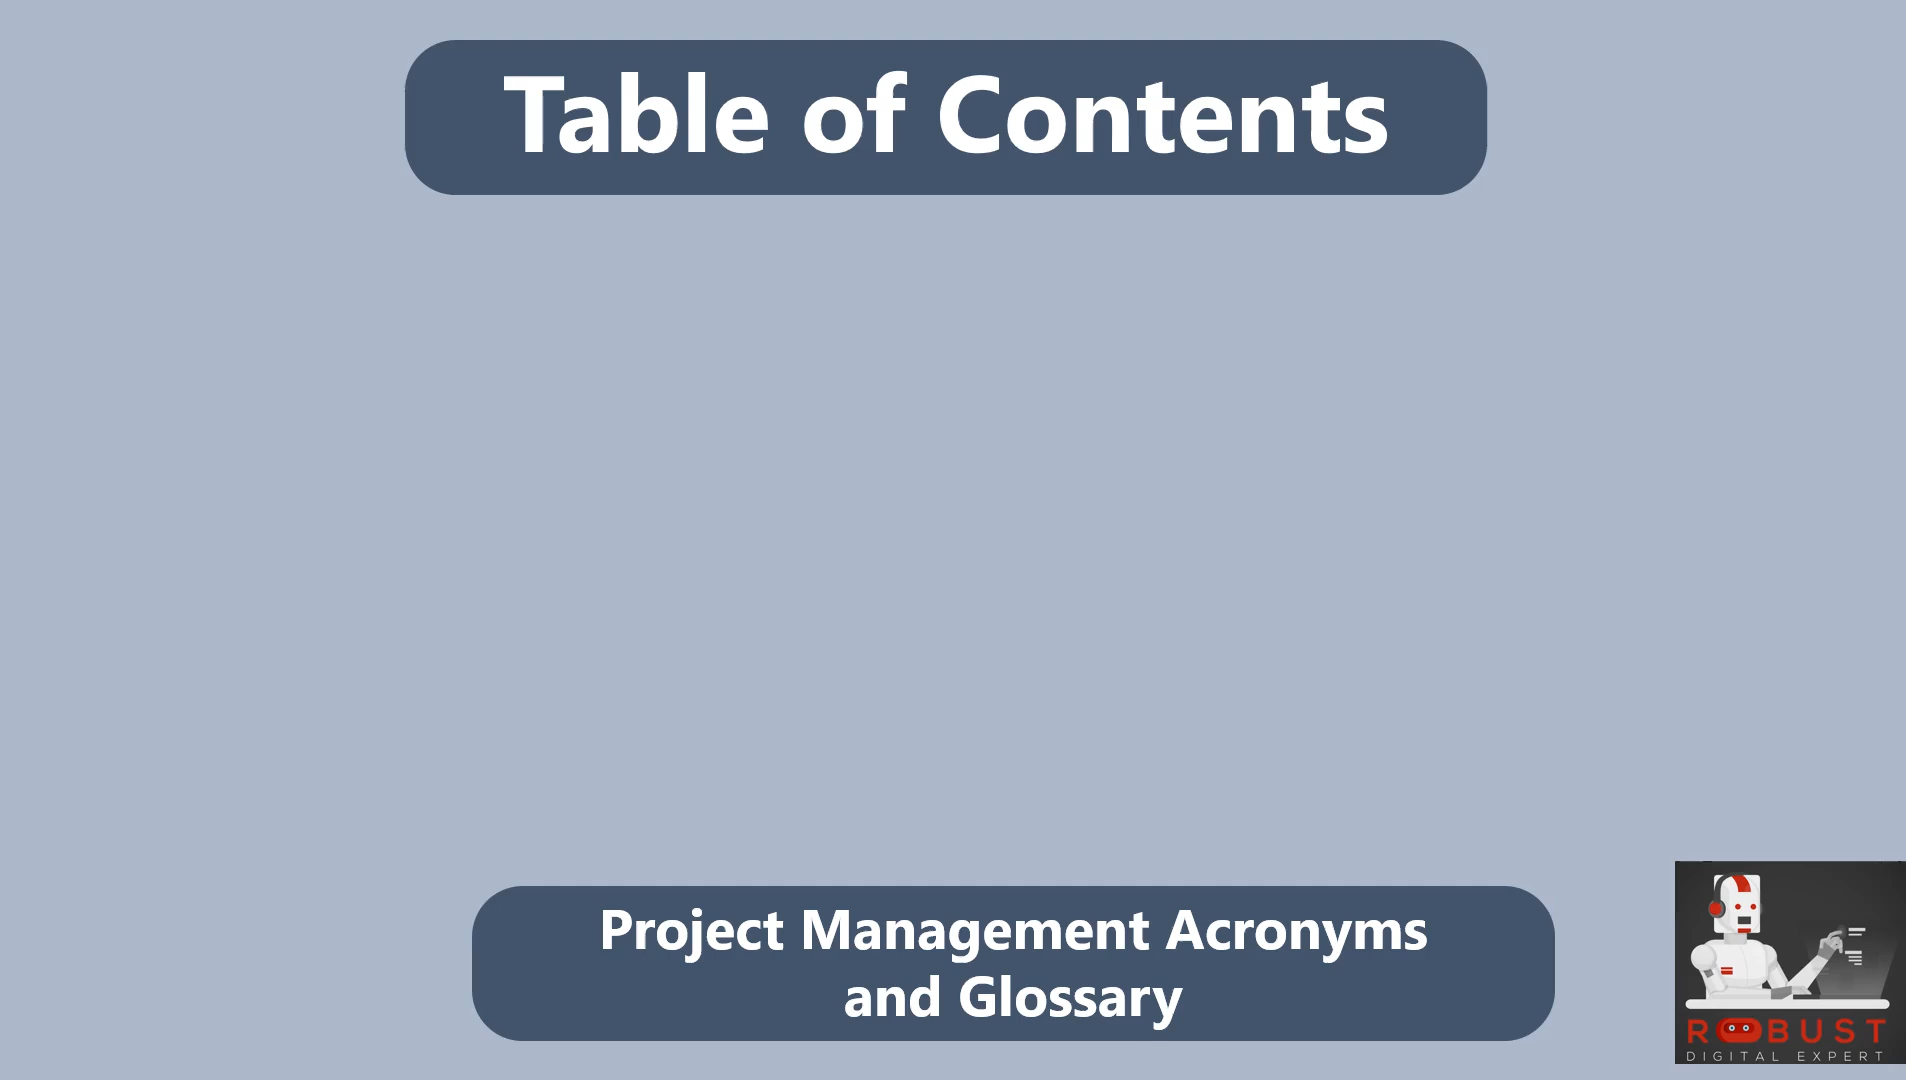 Table of Contents
Project Management Acronyms
and Glossary
ROBUST
DIGITAL EXPERT